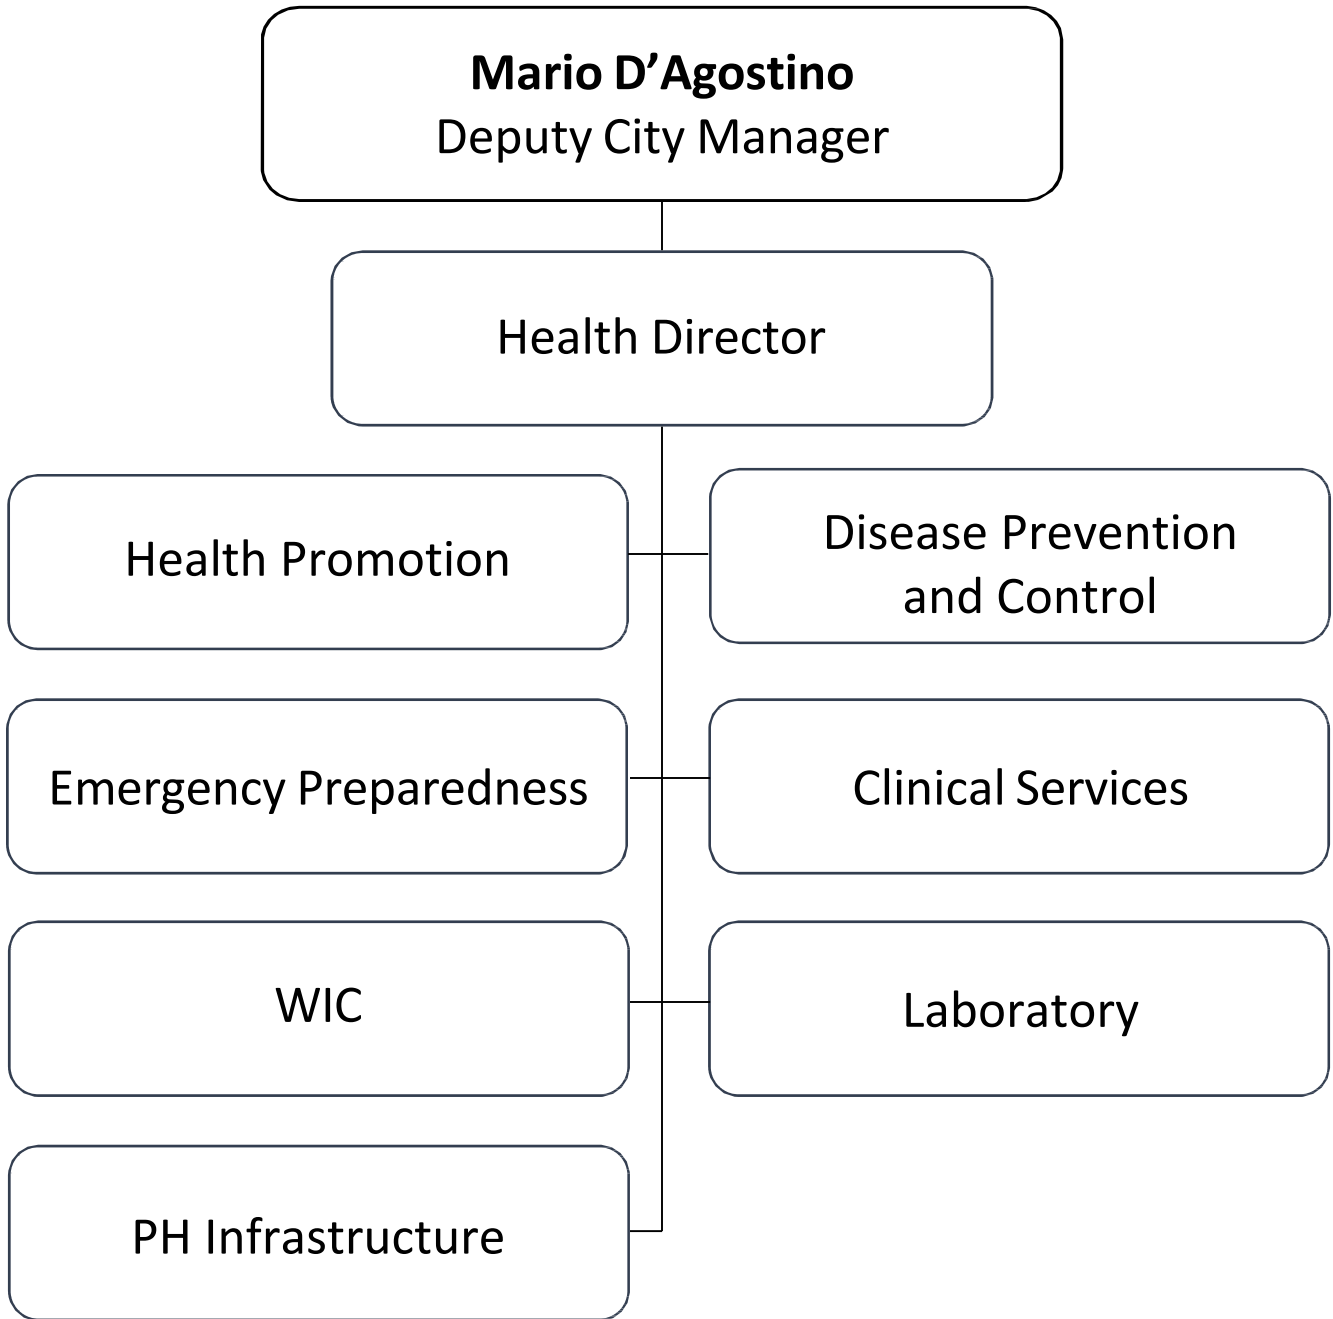 Mario D’Agostino
Deputy City Manager
Health Director
Health Promotion
Disease Prevention
and Control
Emergency Preparedness
Clinical Services
WIC
Laboratory
PH Infrastructure